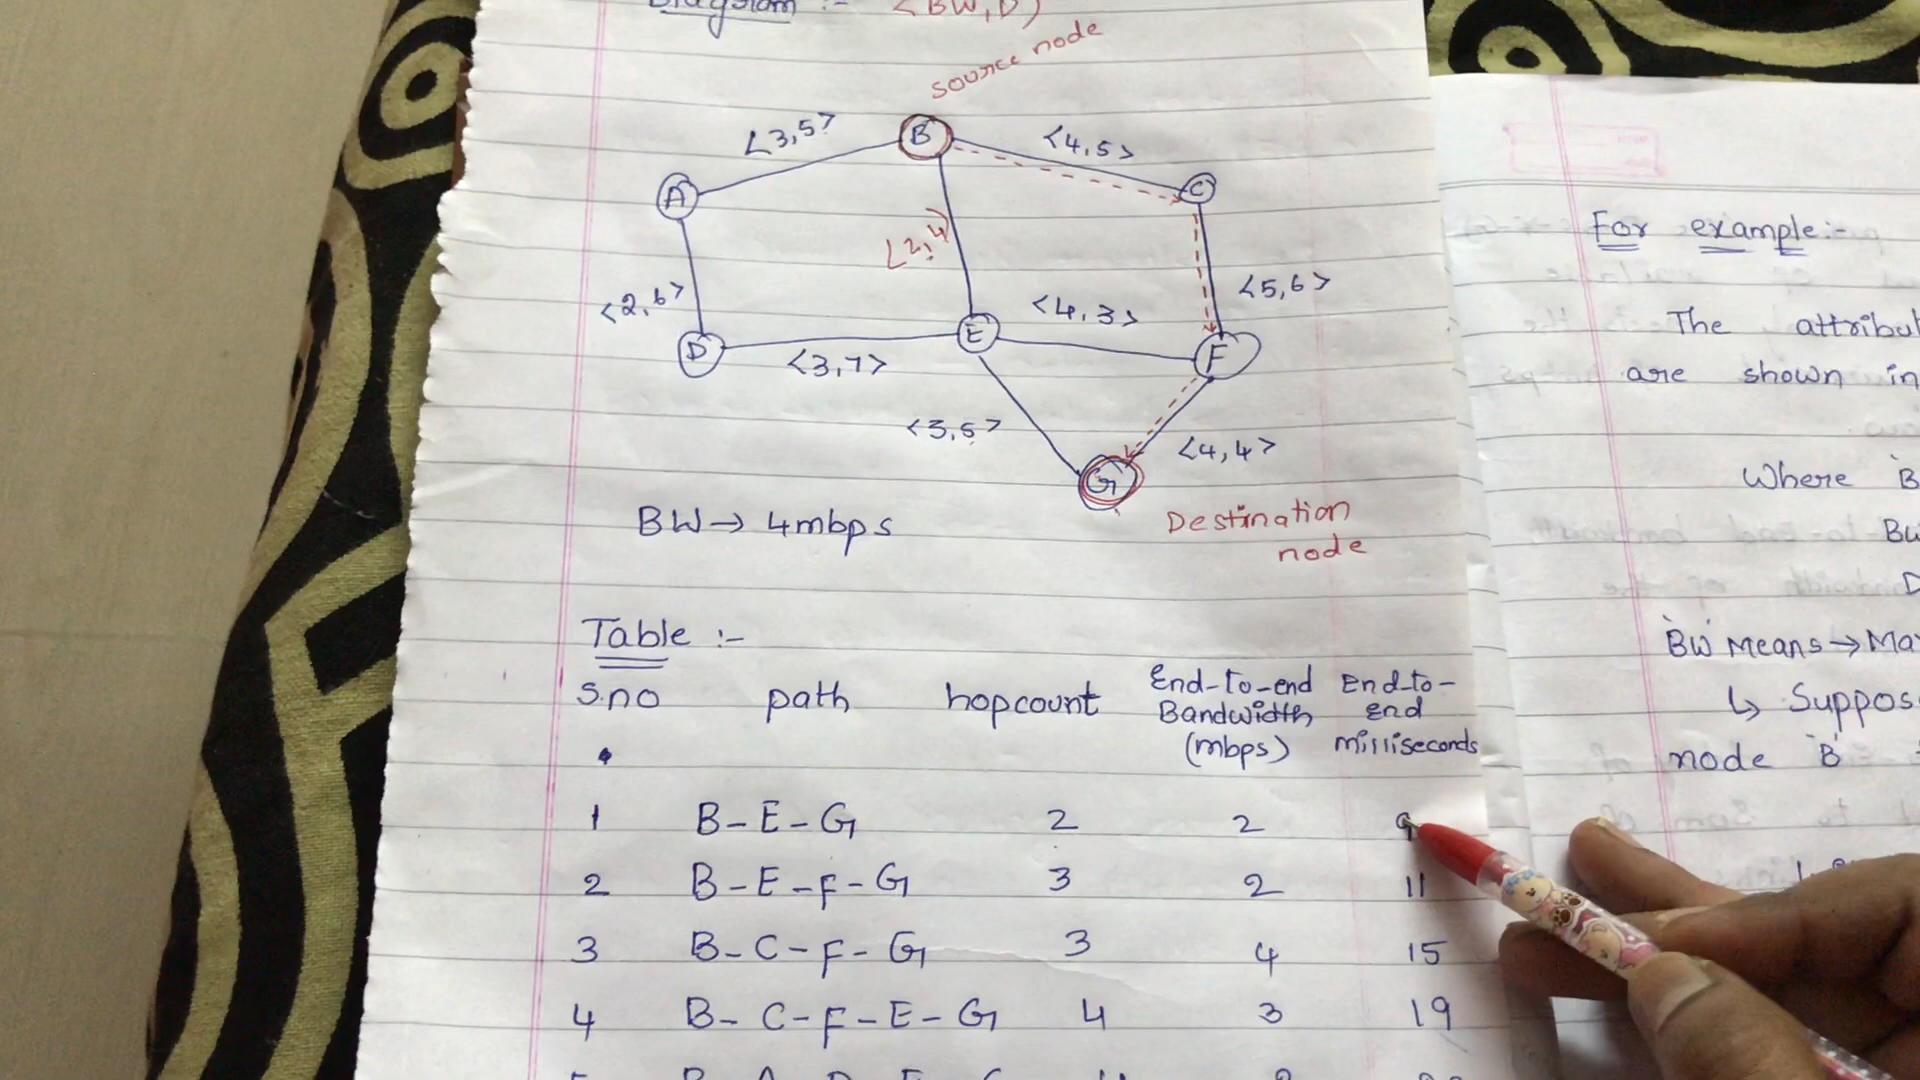 Diagram :- <BW,D>
source node
<3,5>
B
<4,5>
A
C
<2,4>
<2,6>
<5,6>
<4,3>
D
E
F
<3,7>
<3,5>
<4,4>
G
BW → 4mbps
Destination
node
Table :-
S.no path hopcount End-to-end Bandwidth (mbps) End-to-end milliseconds
1 B-E-G 2 2 9
2 B-E-F-G 3 2 11
3 B-C-F-G 3 4 15
4 B-C-F-E-G 4 3 19
For example:-
The
are shown in
Where B
D
BW Means →
↳
node B